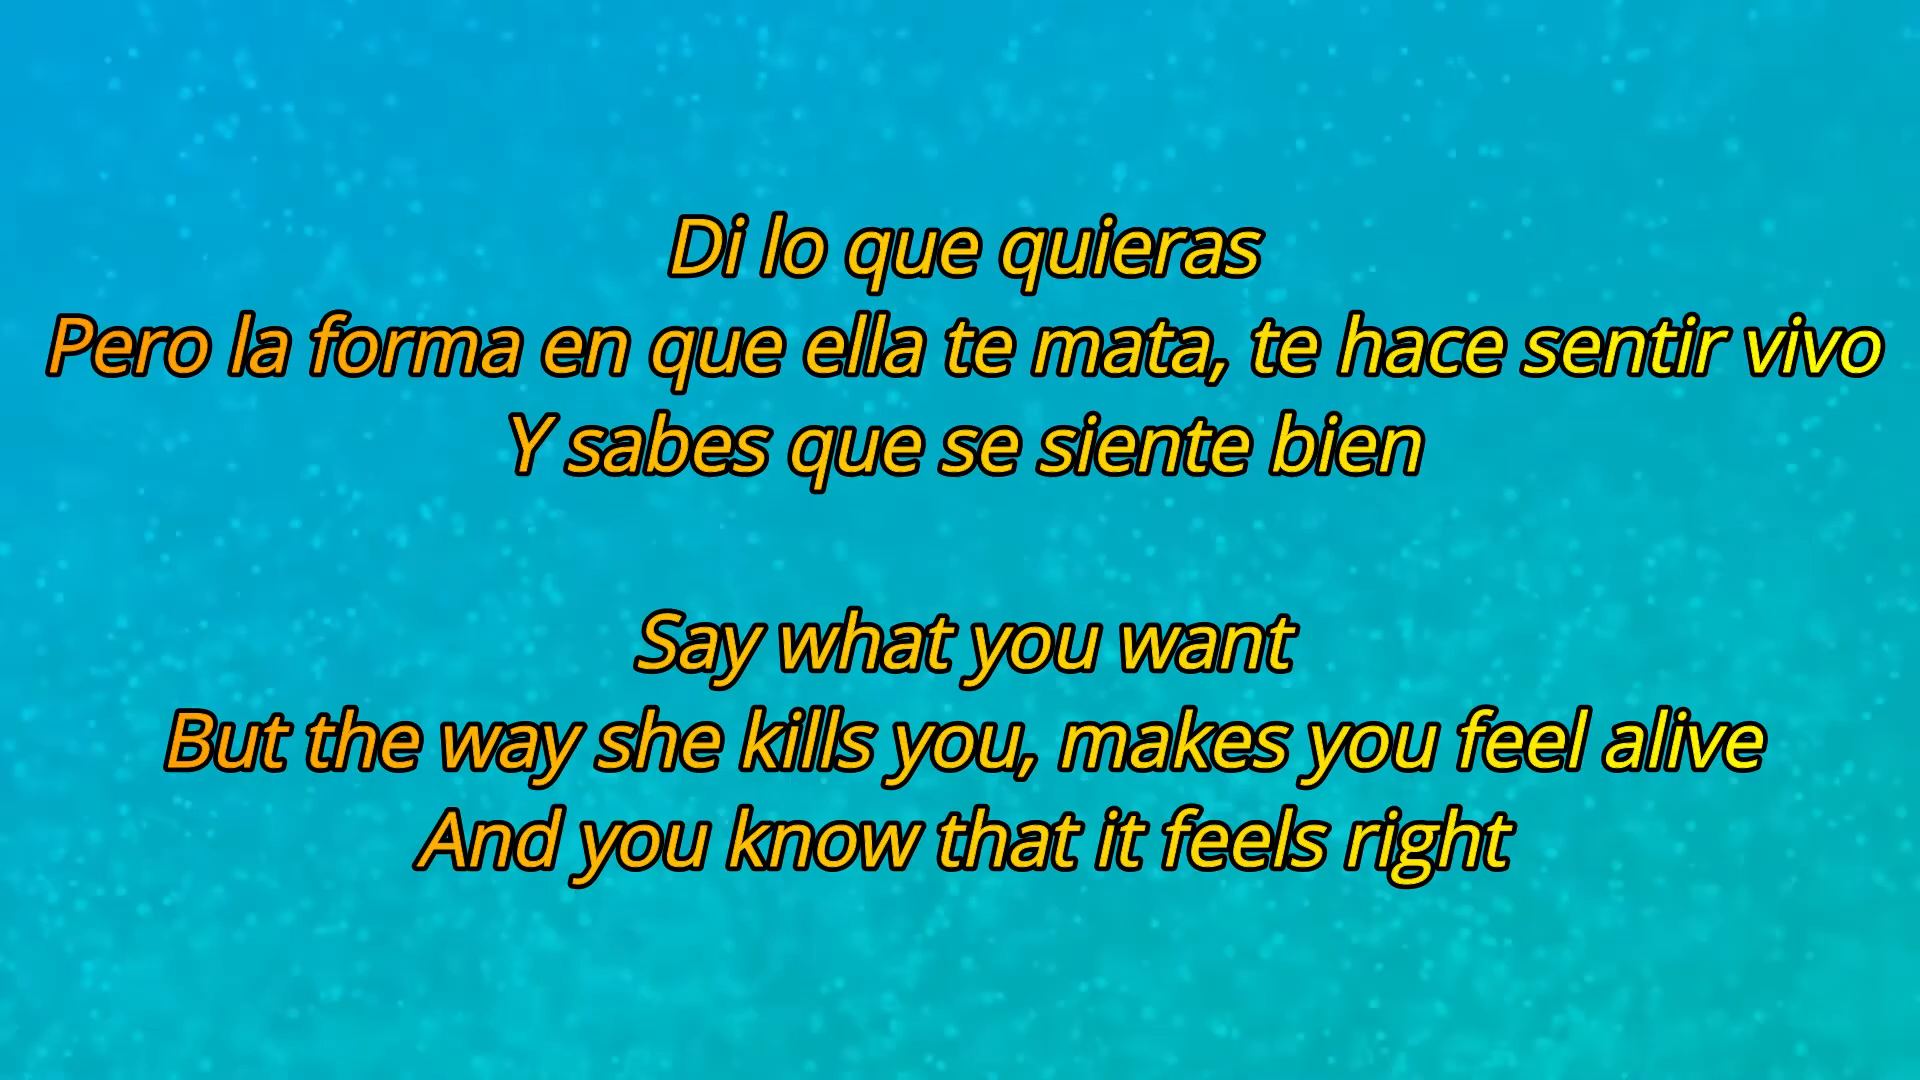 Di lo que quieras
Pero la forma en que ella te mata, te hace sentir vivo
Y sabes que se siente bien
Say what you want
But the way she kills you, makes you feel alive
And you know that it feels right